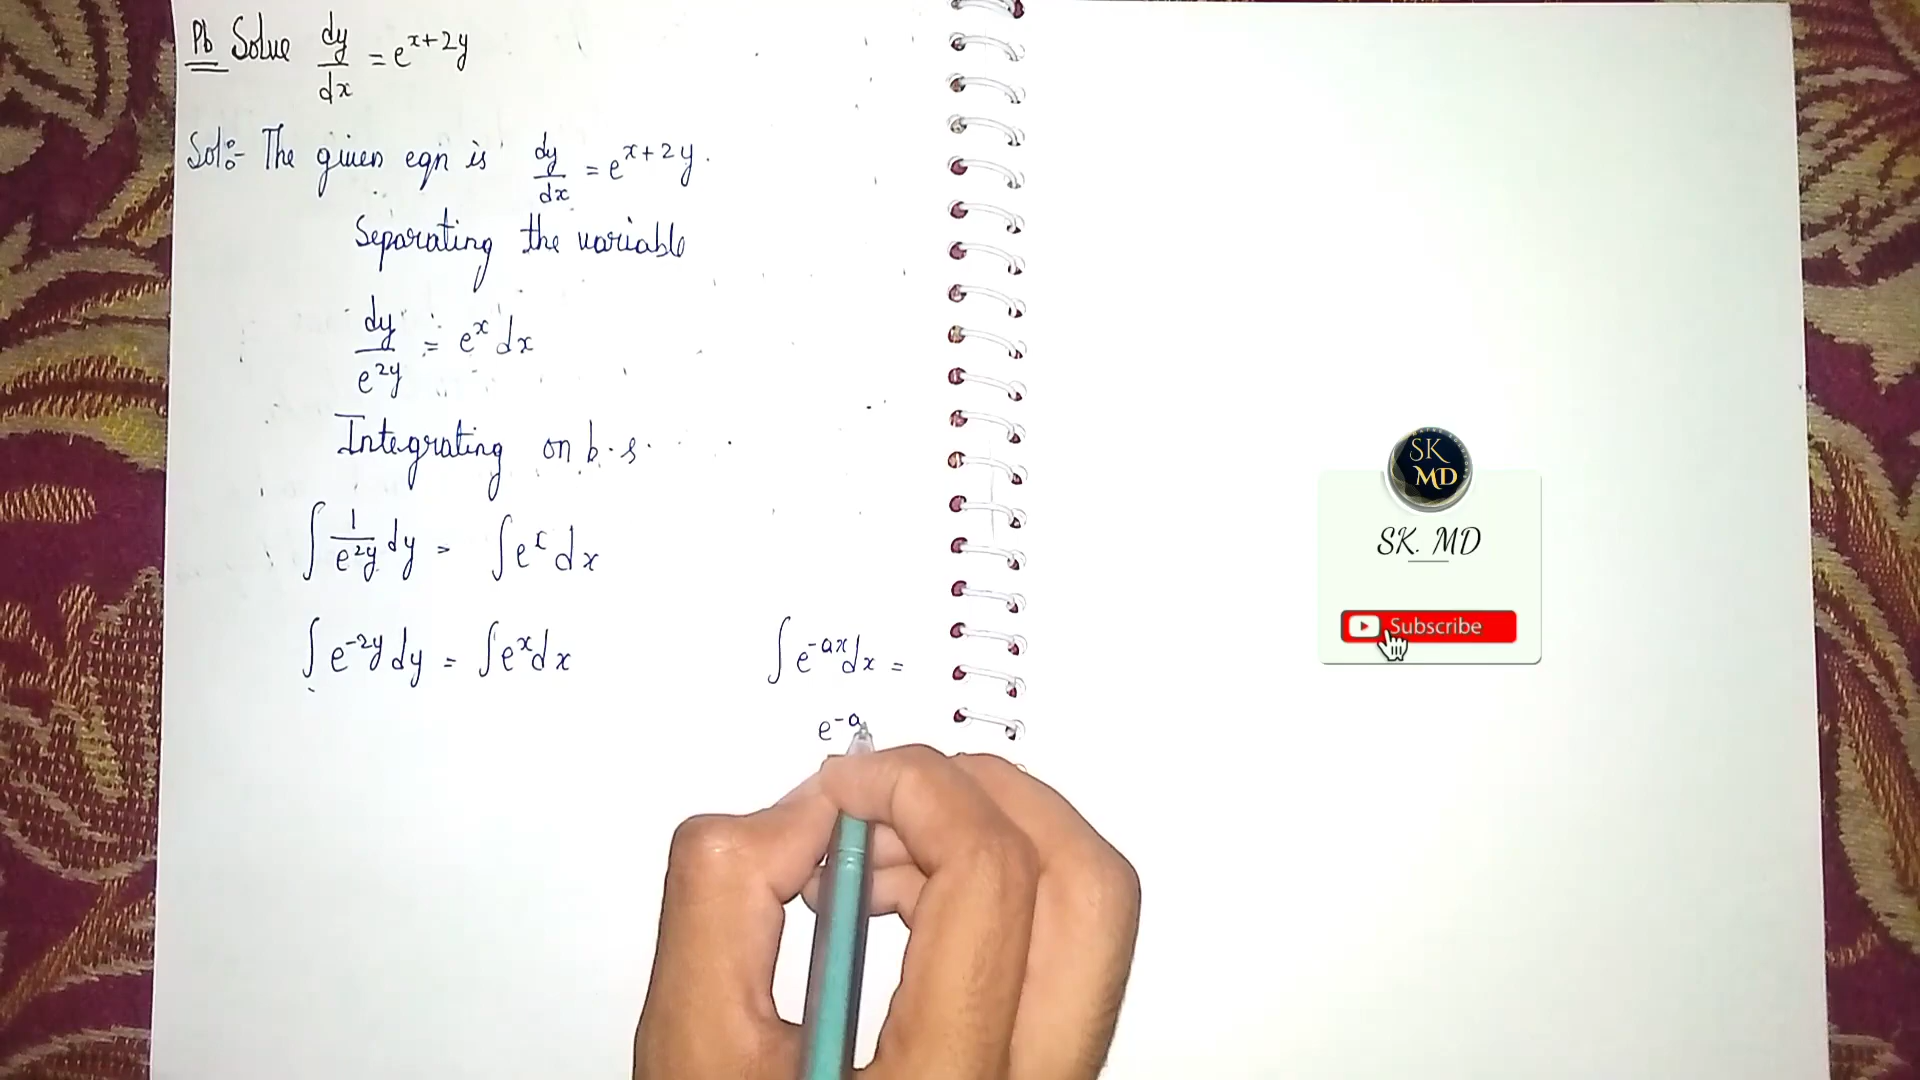 Pb Solve dy/dx = e^{x+2y}
Sol:- The given eqn is dy/dx = e^{x+2y}.
Separating the variable
dy/e^{2y} = e^x dx
Integrating on b.s.
∫ 1/e^{2y} dy = ∫ e^x dx
∫ e^{-2y} dy = ∫ e^x dx
∫ e^{-ax} dx =
e^{-a
SK
MD
SK. MD
Subscribe